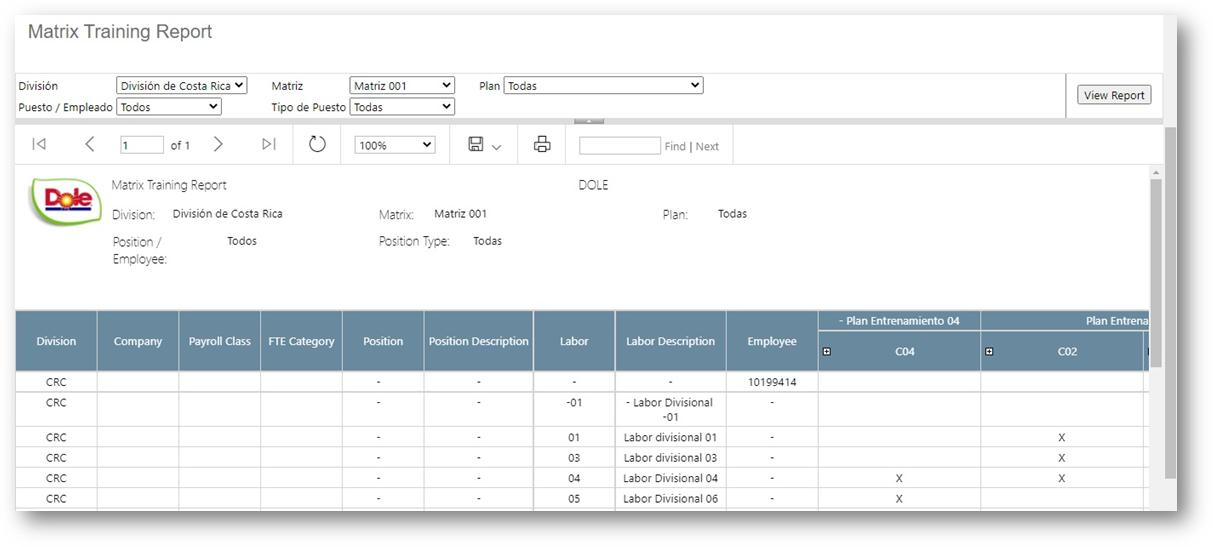 Matrix Training Report
División División de Costa Rica Matriz Matriz 001 Plan Todas
Puesto / Empleado Todos Tipo de Puesto Todas
View Report
1 of 1 100% Find | Next
Dole
Matrix Training Report DOLE
Division: División de Costa Rica Matrix: Matriz 001 Plan: Todas
Position / Todos Position Type: Todas
Employee:
- Plan Entrenamiento 04 Plan Entrena
Division Company Payroll Class FTE Category Position Position Description Labor Labor Description Employee C04 C02
CRC - - - - 10199414
CRC - - -01 - Labor Divisional -
-01
CRC - - 01 Labor divisional 01 - X
CRC - - 03 Labor divisional 03 - X
CRC - - 04 Labor Divisional 04 - X X
CRC - - 05 Labor Divisional 06 - X